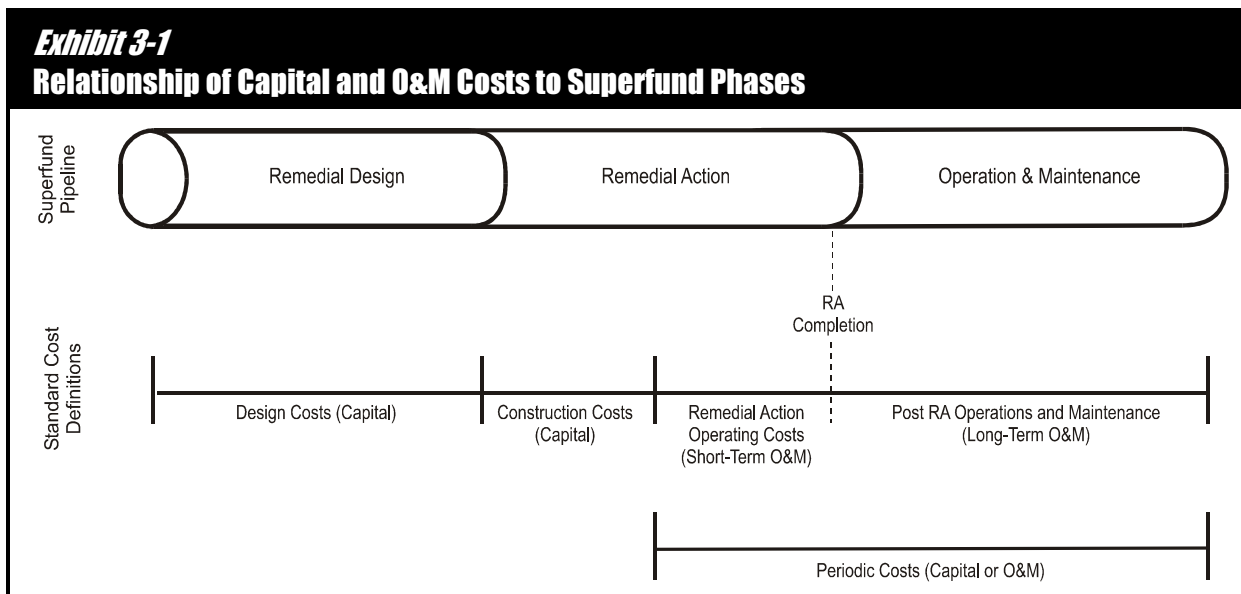 Exhibit 3-1
Relationship of Capital and O&M Costs to Superfund Phases
Superfund
Pipeline
Remedial Design
Remedial Action
Operation & Maintenance
RA
Completion
Standard Cost
Definitions
Design Costs (Capital)
Construction Costs
(Capital)
Remedial Action
Operating Costs
(Short-Term O&M)
Post RA Operations and Maintenance
(Long-Term O&M)
Periodic Costs (Capital or O&M)